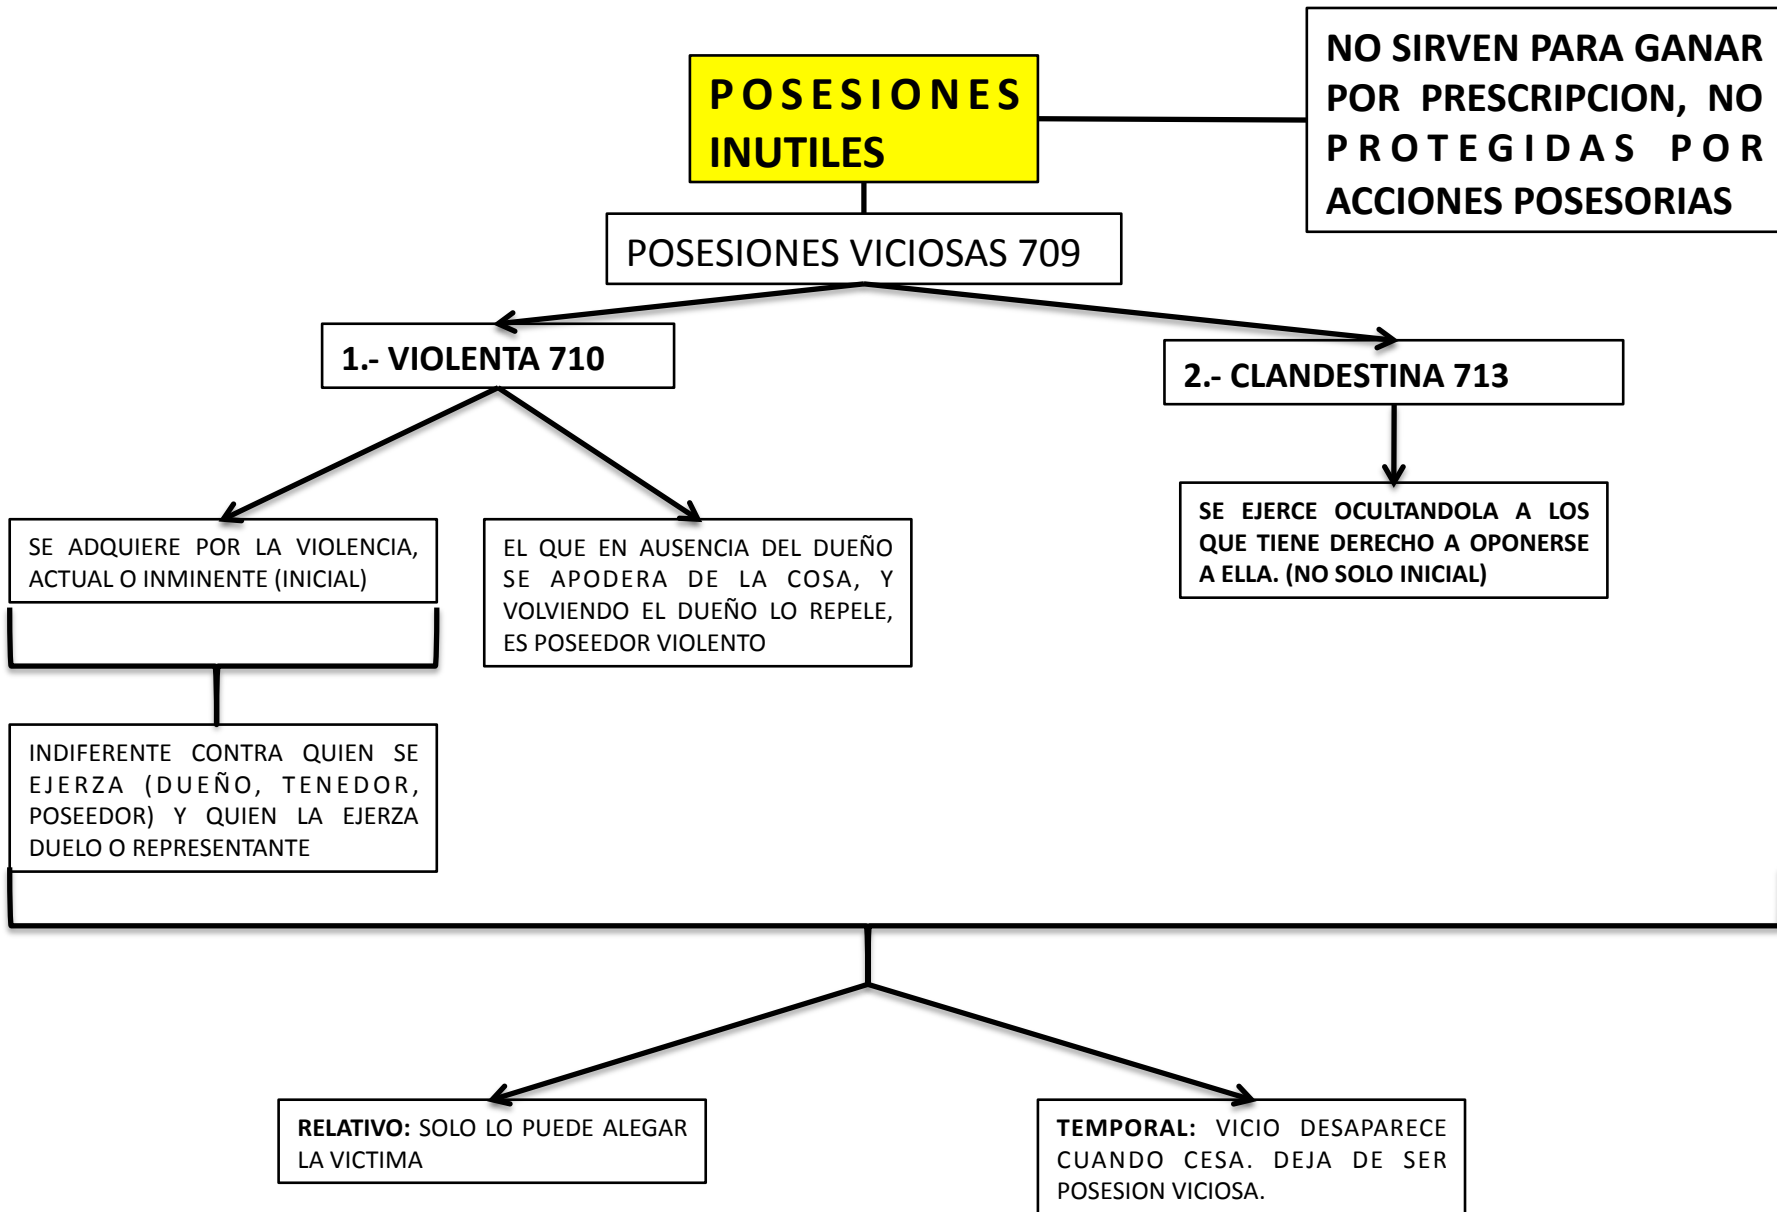 POSESIONES
INUTILES
NO SIRVEN PARA GANAR
POR PRESCRIPCION, NO
PROTEGIDAS POR
ACCIONES POSESORIAS
POSESIONES VICIOSAS 709
1.- VIOLENTA 710
2.- CLANDESTINA 713
SE ADQUIERE POR LA VIOLENCIA,
ACTUAL O INMINENTE (INICIAL)
EL QUE EN AUSENCIA DEL DUEÑO
SE APODERA DE LA COSA, Y
VOLVIENDO EL DUEÑO LO REPELE,
ES POSEEDOR VIOLENTO
SE EJERCE OCULTANDOLA A LOS
QUE TIENE DERECHO A OPONERSE
A ELLA. (NO SOLO INICIAL)
INDIFERENTE CONTRA QUIEN SE
EJERZA (DUEÑO, TENEDOR,
POSEEDOR) Y QUIEN LA EJERZA
DUELO O REPRESENTANTE
RELATIVO: SOLO LO PUEDE ALEGAR
LA VICTIMA
TEMPORAL: VICIO DESAPARECE
CUANDO CESA. DEJA DE SER
POSESION VICIOSA.